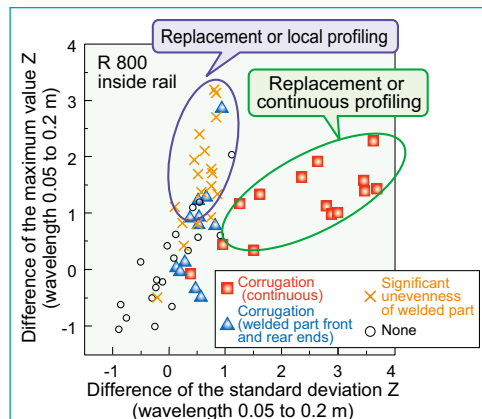 Replacement or local profiling
R 800
inside rail
Replacement or
continuous profiling
Difference of the maximum value Z
(wavelength 0.05 to 0.2 m)
4
3
2
1
0
-1
Corrugation
(continuous)
Corrugation
(welded part front
and rear ends)
Significant
unevenness
of welded part
None
-1 0 1 2 3 4
Difference of the standard deviation Z
(wavelength 0.05 to 0.2 m)